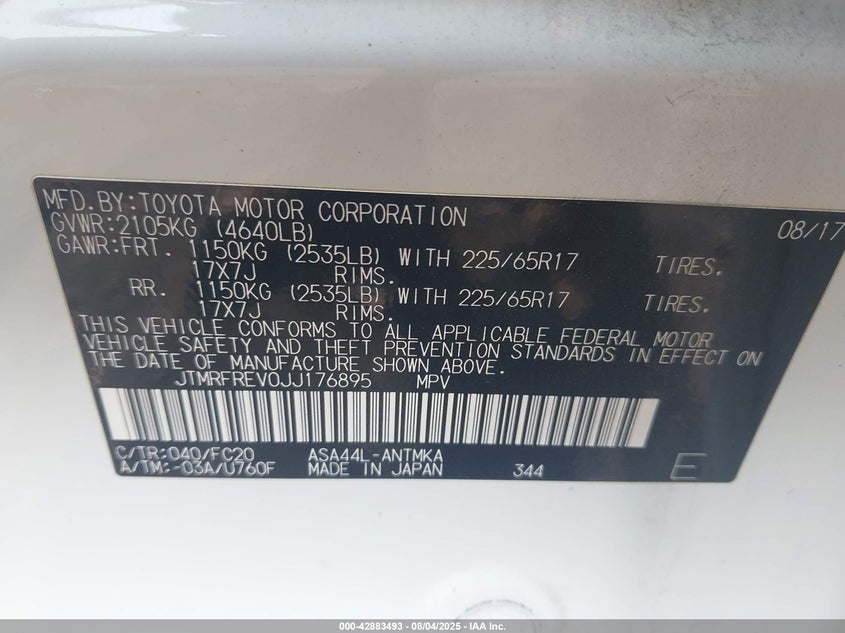 MFD.BY:TOYOTA MOTOR CORPORATION 08/17
GVWR:2105KG (4640LB)
GAWR:FRT. 1150KG (2535LB) WITH 225/65R17 TIRES.
17X7J RIMS.
RR. 1150KG (2535LB) WITH 225/65R17 TIRES.
17X7J RIMS.
THIS VEHICLE CONFORMS TO ALL APPLICABLE FEDERAL MOTOR
VEHICLE SAFETY AND THEFT PREVENTION STANDARDS IN EFFECT ON
THE DATE OF MANUFACTURE SHOWN ABOVE.
JTMRFREV0JJ176895 MPV
C/TR:040/FC20 ASA44L-ANTMKA
A/TM:-03A/U760F MADE IN JAPAN 344 E
000-42883493 - 08/04/2025 - IAA Inc.